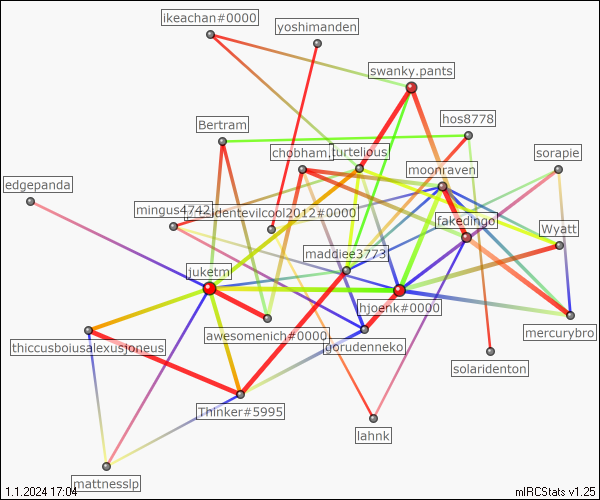 ikeachan#0000
yoshimanden
swanky.pants
hos8778
Bertram
chobham.
turtelious
moonraven
sorapie
edgepanda
mingus4742
identevilcool2012#0000
fakedingo
Wyatt
maddiee3773
juketm
hjoenk#0000
awesomenich#0000
gorudenneko
mercurybro
thiccusboiusalexusjoneus
solaridenton
Thinker#5995
lahnk
mattnesslp
1.1.2024 17:04
mIRCStats v1.25